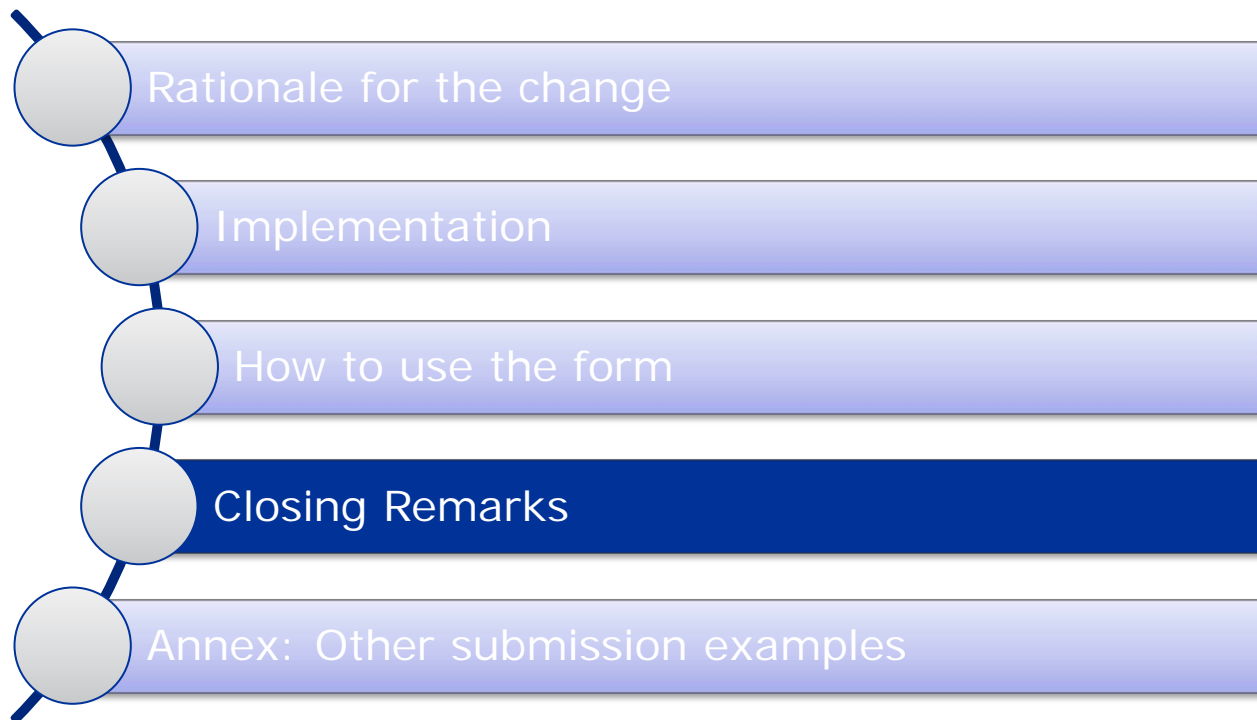 Rationale for the change
Implementation
How to use the form
Closing Remarks
Annex: Other submission examples